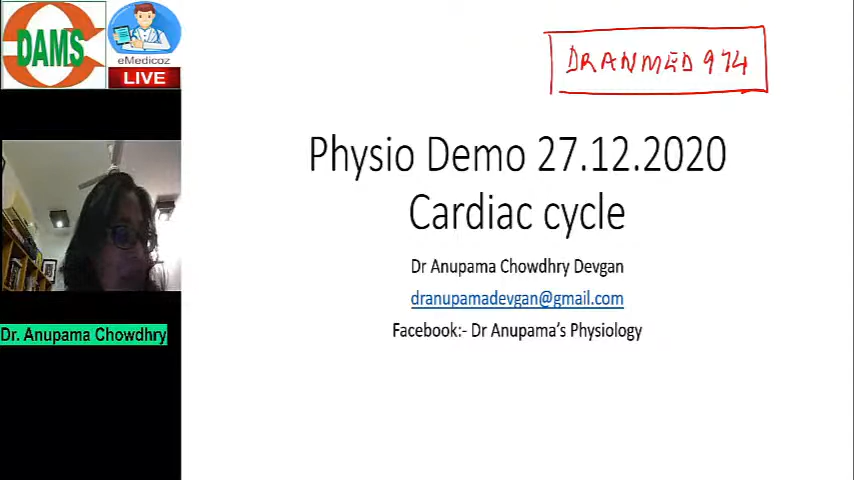 DAMS
eMedicoz
LIVE
DRANMED974
Physio Demo 27.12.2020
Cardiac cycle
Dr Anupama Chowdhry Devgan
dranupamadevgan@gmail.com
Facebook:- Dr Anupama’s Physiology
Dr. Anupama Chowdhry